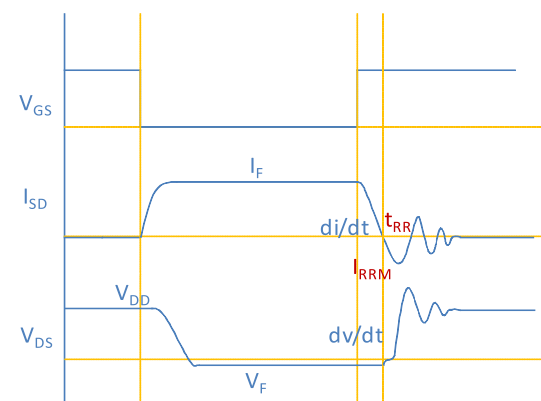 V_GS
I_F
I_SD
t_RR
di/dt
I_RRM
V_DD
V_DS
dv/dt
V_F